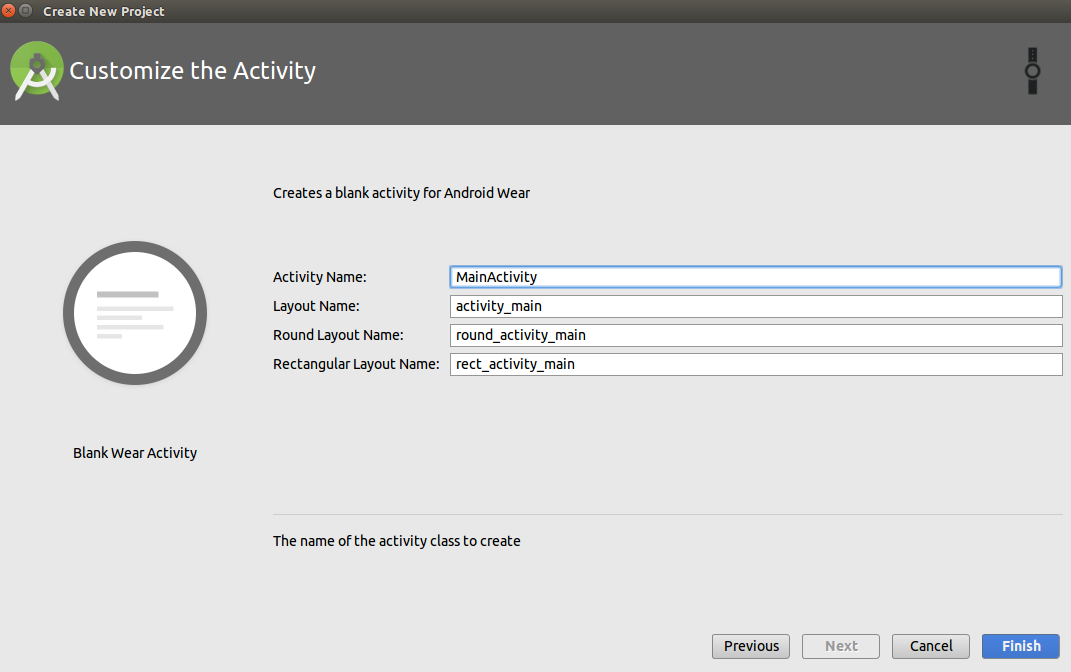 Create New Project
Customize the Activity
Creates a blank activity for Android Wear
Activity Name: MainActivity
Layout Name: activity_main
Round Layout Name: round_activity_main
Rectangular Layout Name: rect_activity_main
Blank Wear Activity
The name of the activity class to create
Previous Next Cancel Finish